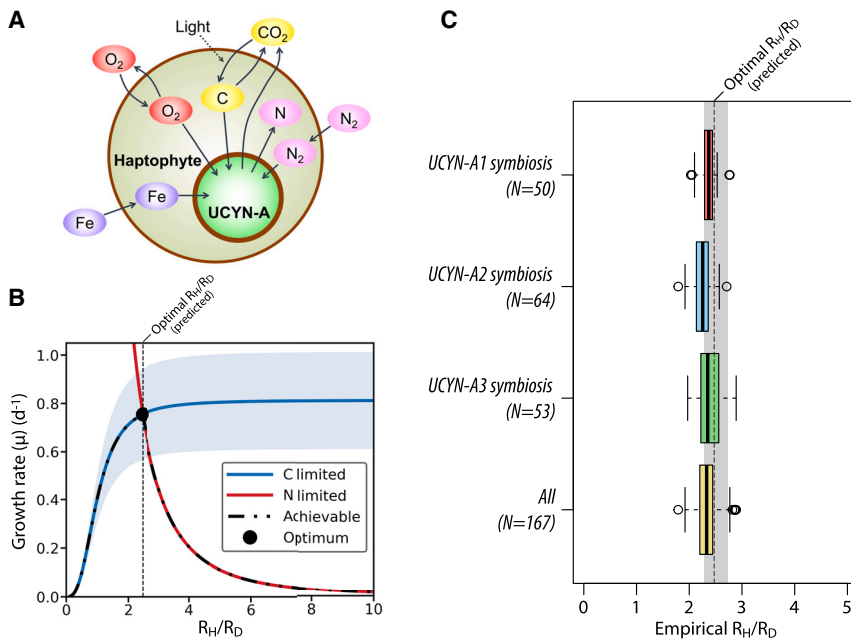 A
Light
CO2
O2
O2
C
N
N2
N2
Haptophyte
Fe
Fe
UCYN-A
B
Optimal RH/RD
(predicted)
Growth rate (μ) (d⁻¹)
1.0
0.8
0.6
0.4
0.2
0.0
C limited
N limited
Achievable
Optimum
0 2 4 6 8 10
RH/RD
C
Optimal RH/RD
(predicted)
UCYN-A1 symbiosis
(N=50)
UCYN-A2 symbiosis
(N=64)
UCYN-A3 symbiosis
(N=53)
All
(N=167)
0 1 2 3 4 5
Empirical RH/RD